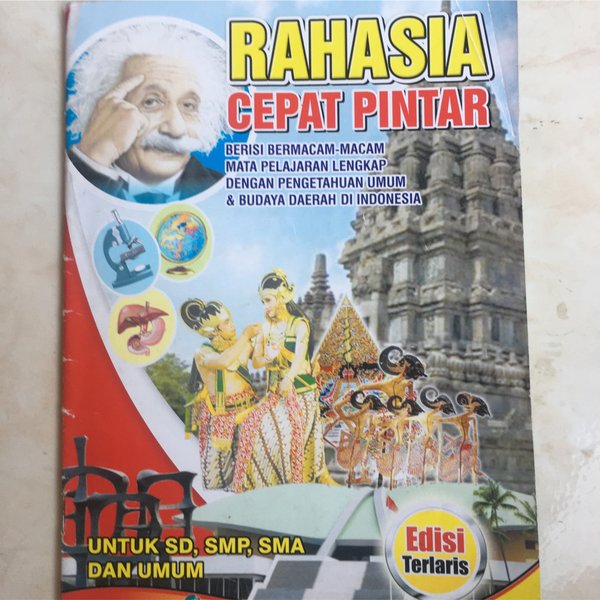 RAHASIA
CEPAT PINTAR
BERISI BERMACAM-MACAM
MATA PELAJARAN LENGKAP
DENGAN PENGETAHUAN UMUM
& BUDAYA DAERAH DI INDONESIA
UNTUK SD, SMP, SMA
DAN UMUM
Edisi
Terlaris